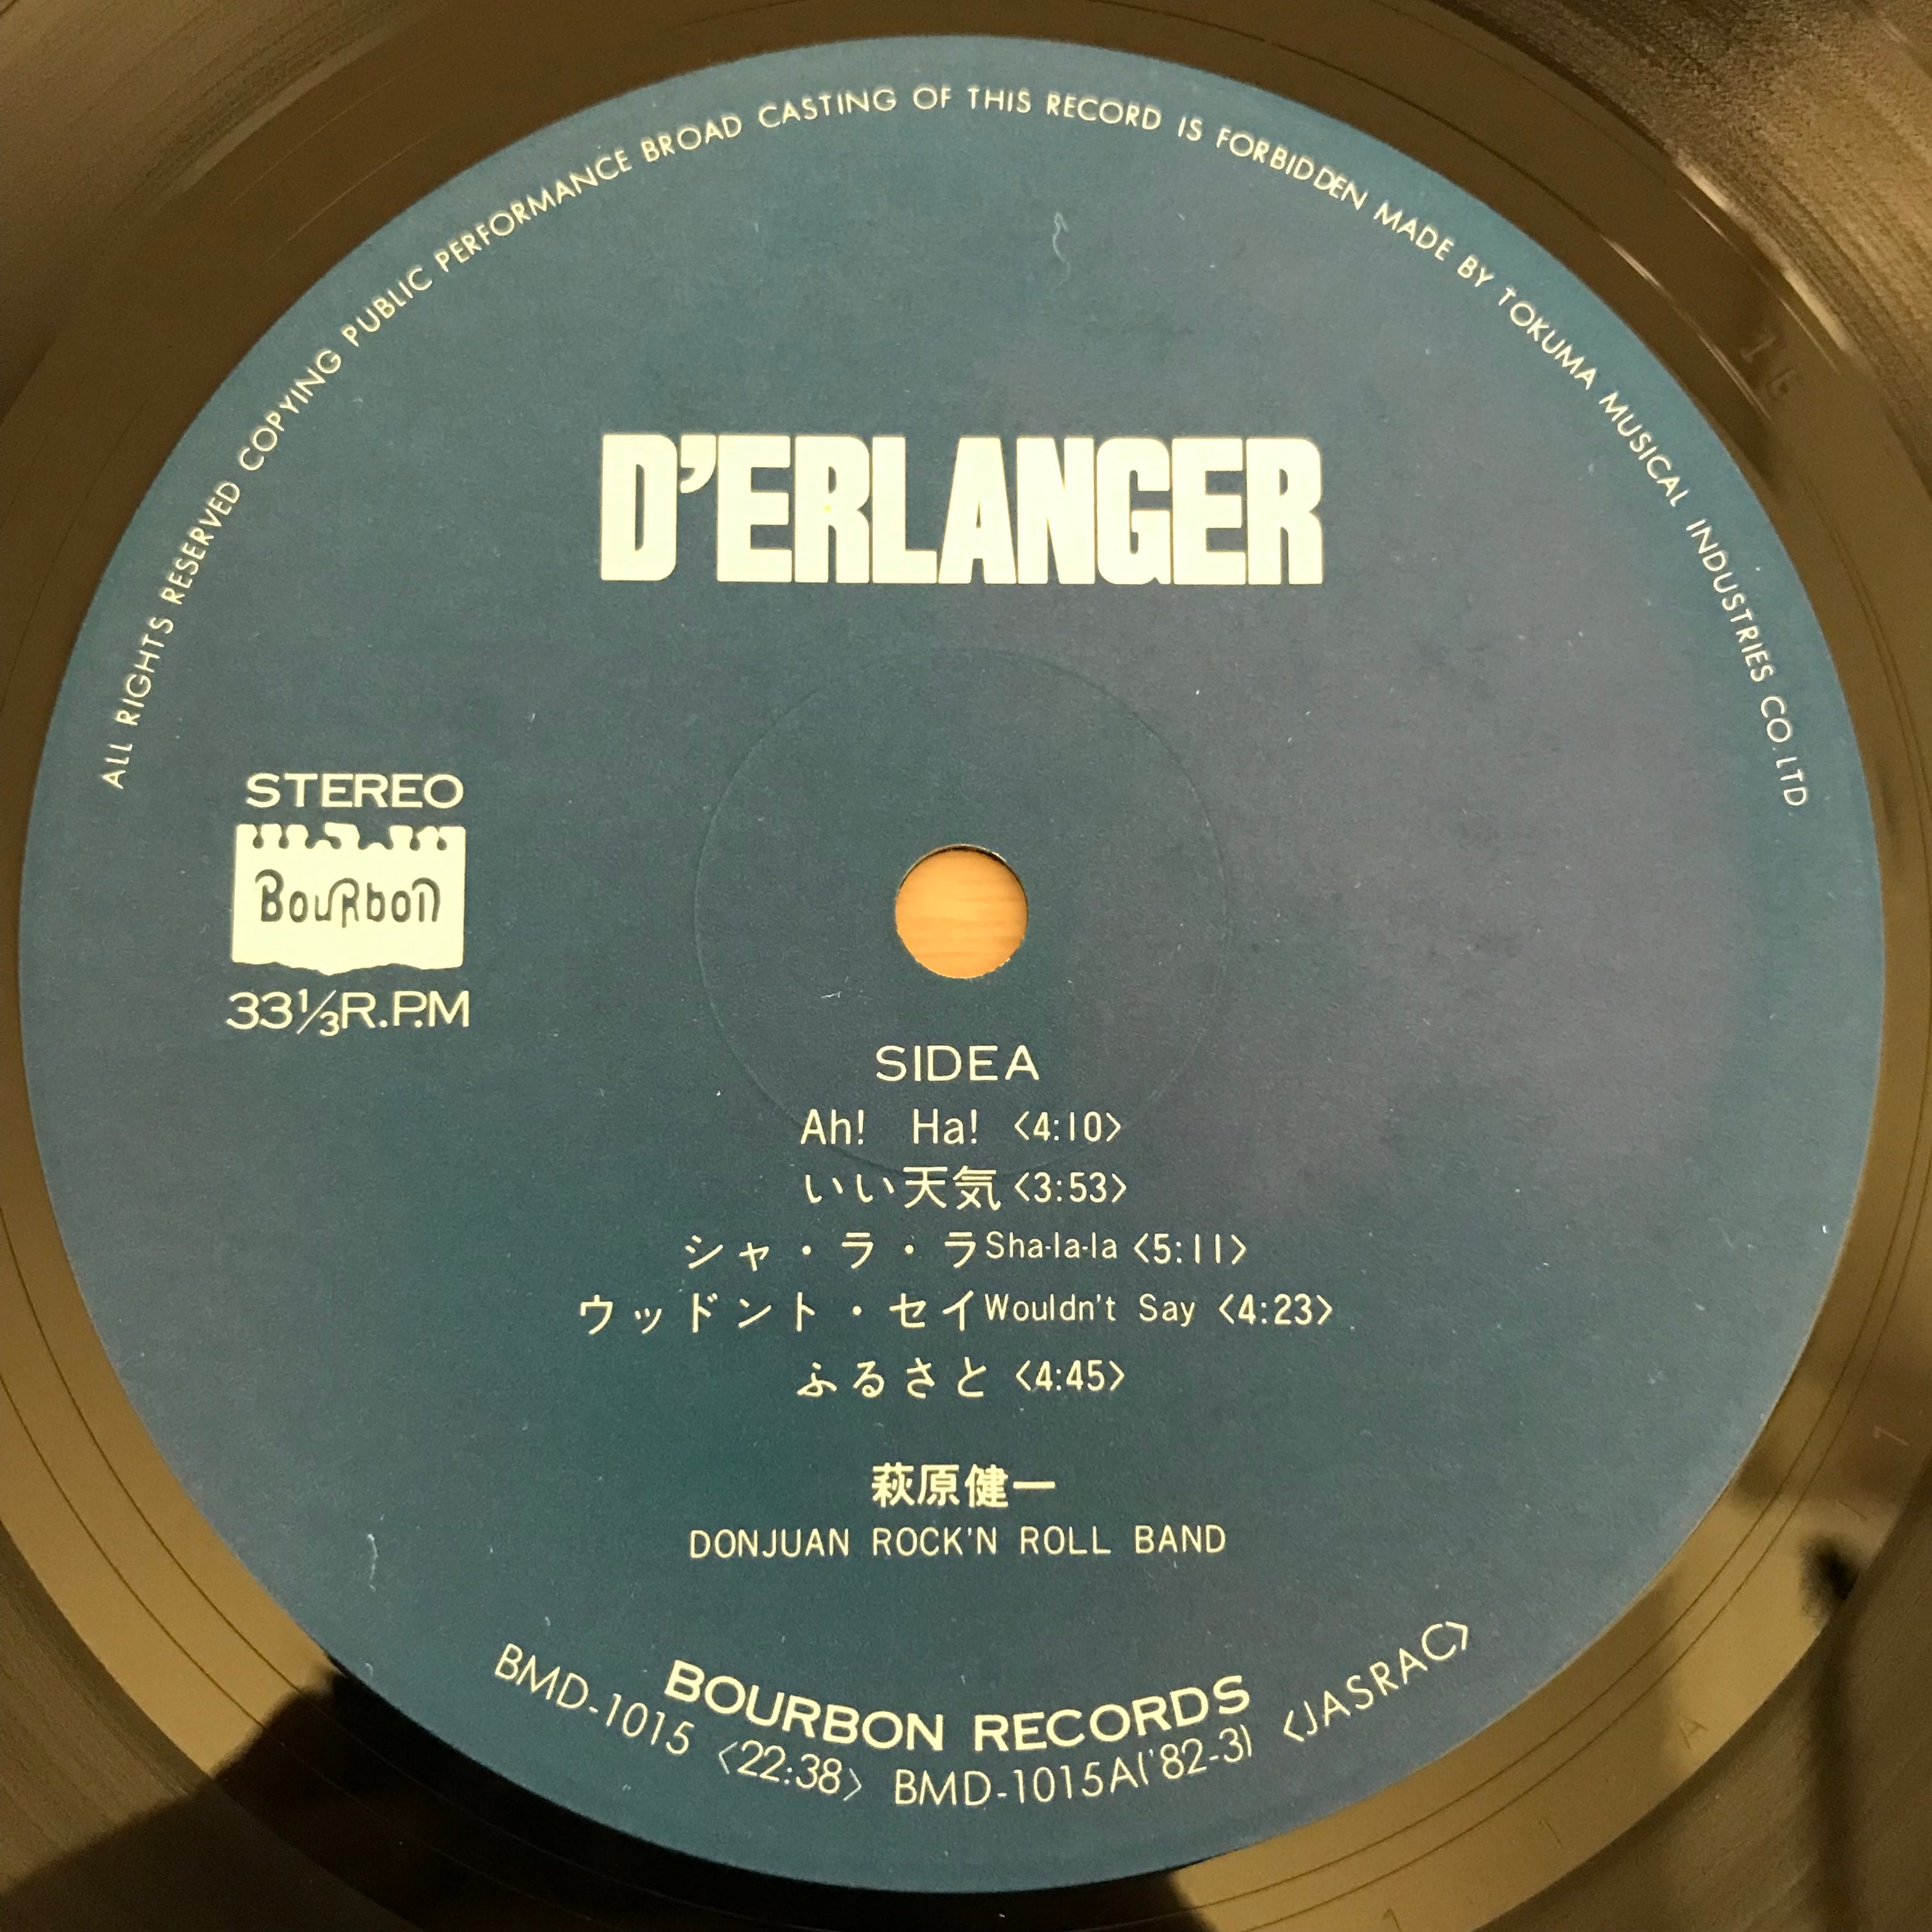 ALL RIGHTS RESERVED COPYING PUBLIC PERFORMANCE BROAD CASTING OF THIS RECORD IS FORBIDDEN MADE BY TOKUMA MUSICAL INDUSTRIES CO.LTD.
D'ERLANGER
STEREO
BouRbon
33⅓R.P.M
SIDE A
Ah! Ha! <4:10>
いい天気 <3:53>
シャ・ラ・ラ Sha-la-la <5:11>
ウッドント・セイ Wouldn't Say <4:23>
ふるさと <4:45>
萩原健一
DONJUAN ROCK'N ROLL BAND
BOURBON RECORDS
BMD-1015 <22:38> BMD-1015A('82-3) <JASRAC>